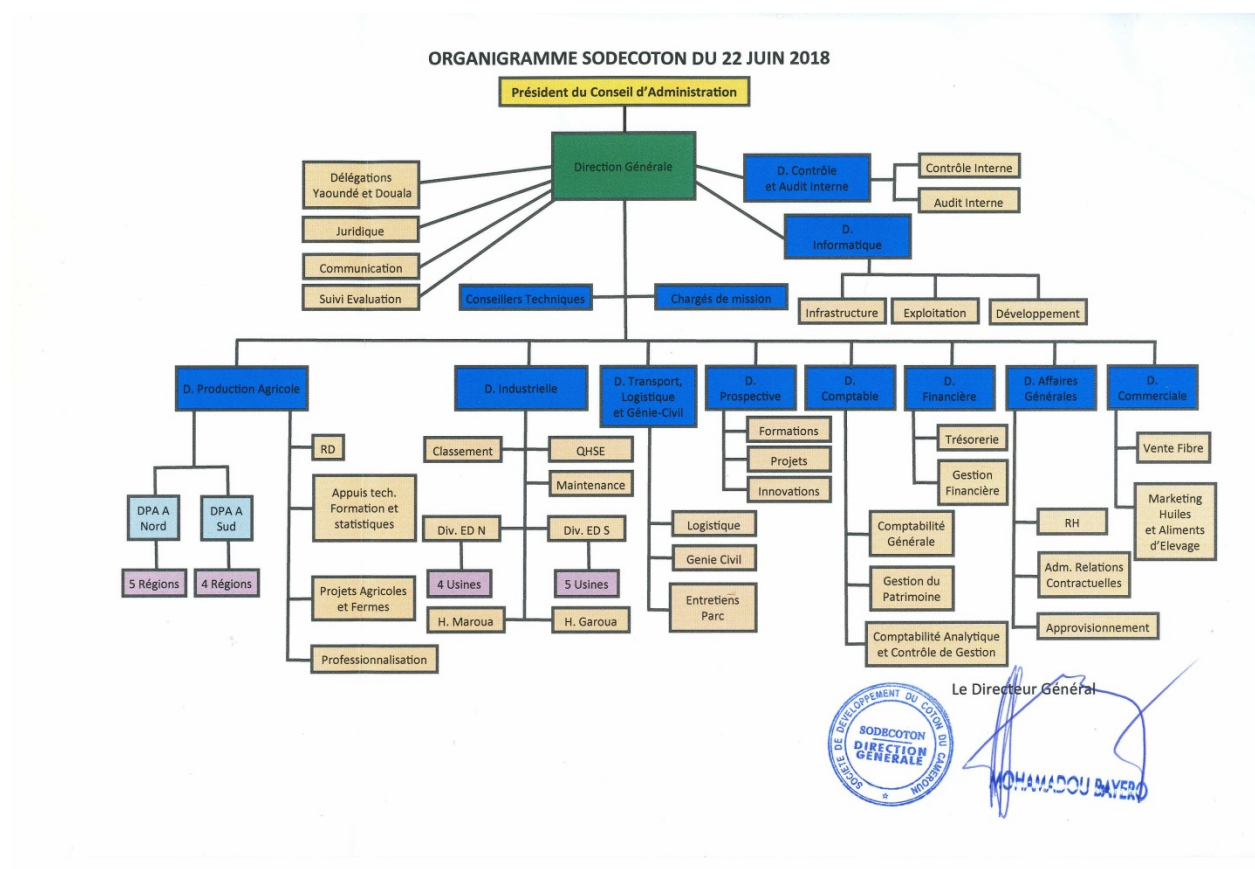 ORGANIGRAMME SODECOTON DU 22 JUIN 2018
Président du Conseil d'Administration
Direction Générale
Délégations
Yaoundé et Douala
Juridique
Communication
Suivi Evaluation
D. Contrôle
et Audit Interne
Contrôle Interne
Audit Interne
D.
Informatique
Infrastructure
Exploitation
Développement
Conseillers Techniques
Chargés de mission
D. Production Agricole
DPA A
Nord
DPA A
Sud
5 Régions
4 Régions
RD
Appuis tech.
Formation et
statistiques
Projets Agricoles
et Fermes
Professionnalisation
D. Industrielle
Classement
QHSE
Maintenance
Div. ED N
Div. ED S
4 Usines
5 Usines
H. Maroua
H. Garoua
D. Transport,
Logistique
et Génie-Civil
Logistique
Genie Civil
Entretiens
Parc
D.
Prospective
Formations
Projets
Innovations
D.
Comptable
Comptabilité
Générale
Gestion du
Patrimoine
Comptabilité Analytique
et Contrôle de Gestion
D.
Financière
Trésorerie
Gestion
Financière
D. Affaires
Générales
RH
Adm. Relations
Contractuelles
Approvisionnement
D.
Commerciale
Vente Fibre
Marketing
Huiles
et Aliments
d'Elevage
Le Directeur Général
SOCIETE DE DEVELOPPEMENT DU COTON DU CAMEROUN
SODECOTON
DIRECTION
GENERALE
MOHAMADOU BAYERO